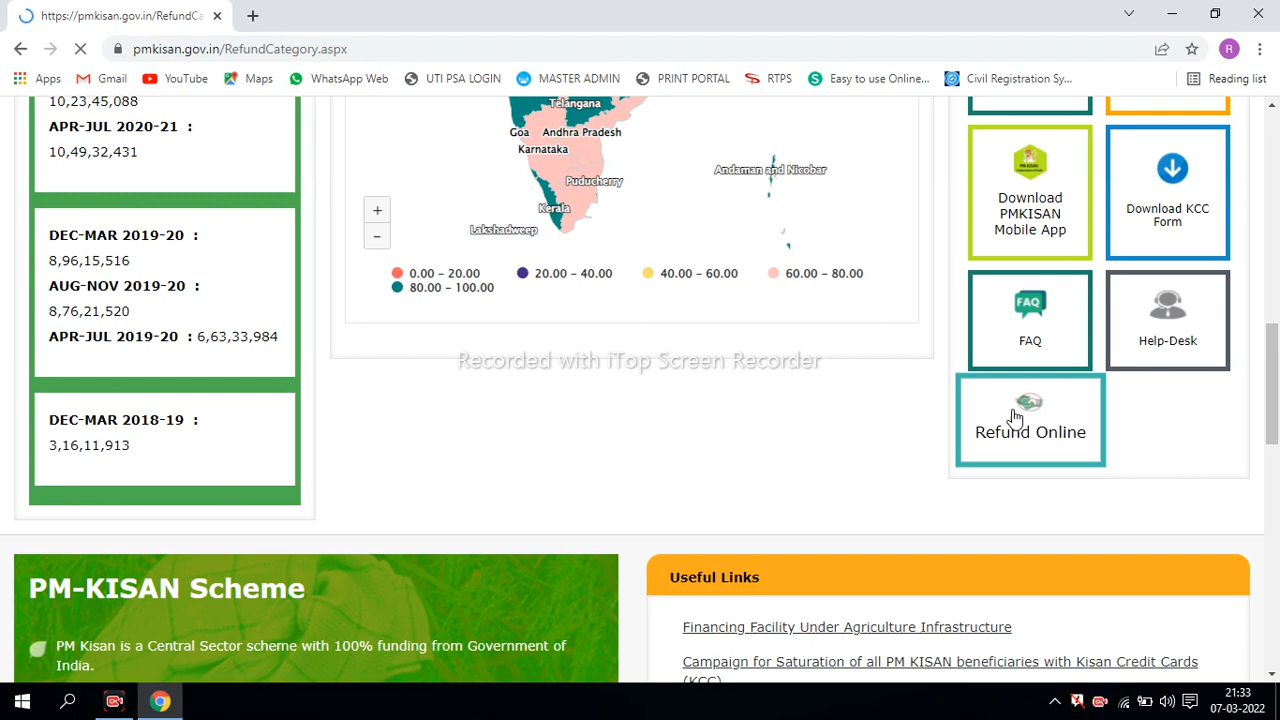 https://pmkisan.gov.in/RefundCa
pmkisan.gov.in/RefundCategory.aspx
R
Apps
Gmail
YouTube
Maps
WhatsApp Web
UTI PSA LOGIN
MASTER ADMIN
PRINT PORTAL
RTPS
Easy to use Online...
Civil Registration Sy...
Reading list
10,23,45,088
APR-JUL 2020-21 :
10,49,32,431
DEC-MAR 2019-20 :
8,96,15,516
AUG-NOV 2019-20 :
8,76,21,520
APR-JUL 2019-20 : 6,63,33,984
DEC-MAR 2018-19 :
3,16,11,913
Telangana
Goa
Andhra Pradesh
Karnataka
Andaman and Nicobar
Puducherry
Kerala
Lakshadweep
+
−
0.00 – 20.00
20.00 – 40.00
40.00 – 60.00
60.00 – 80.00
80.00 – 100.00
Recorded with iTop Screen Recorder
Download
PMKISAN
Mobile App
Download KCC
Form
FAQ
FAQ
Help-Desk
Refund Online
PM-KISAN Scheme
PM Kisan is a Central Sector scheme with 100% funding from Government of
India.
Useful Links
Financing Facility Under Agriculture Infrastructure
Campaign for Saturation of all PM KISAN beneficiaries with Kisan Credit Cards
(KCC)
21:33
07-03-2022